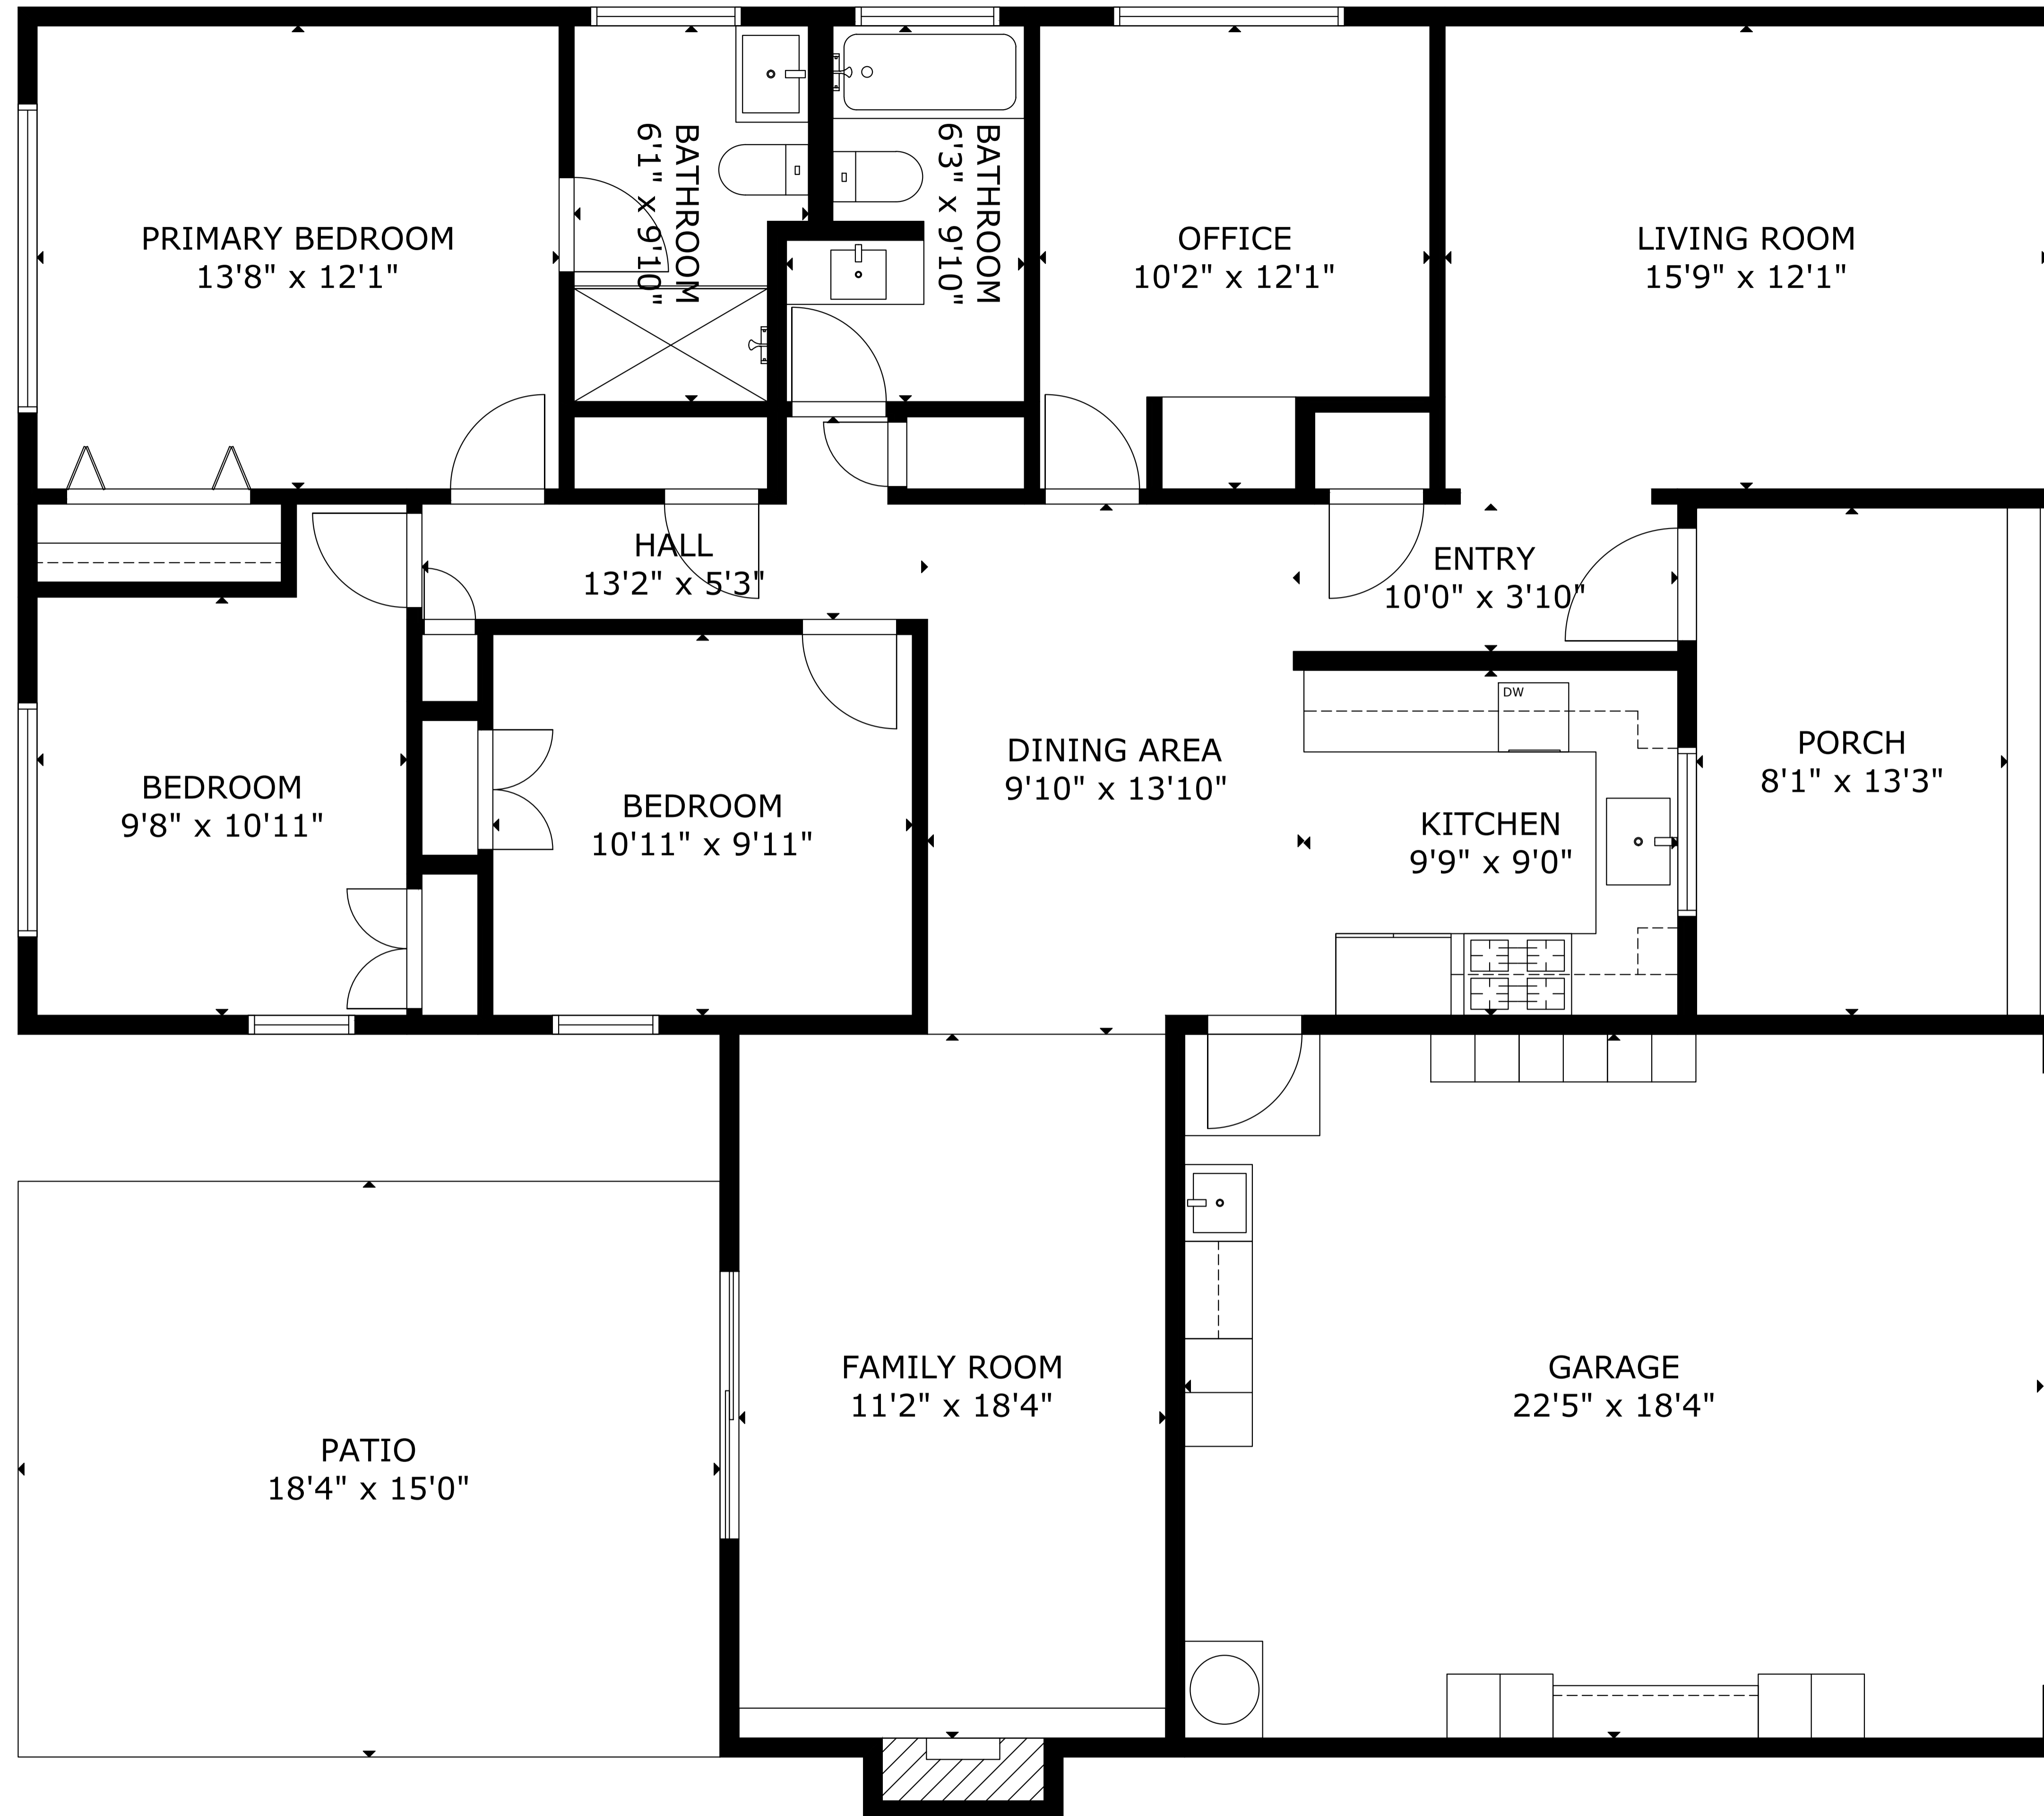 PRIMARY BEDROOM
13'8" x 12'1"
BATHROOM
6'1" x 9'10"
BATHROOM
6'3" x 9'10"
OFFICE
10'2" x 12'1"
LIVING ROOM
15'9" x 12'1"
HALL
13'2" x 5'3"
ENTRY
10'0" x 3'10"
DW
BEDROOM
9'8" x 10'11"
BEDROOM
10'11" x 9'11"
DINING AREA
9'10" x 13'10"
KITCHEN
9'9" x 9'0"
PORCH
8'1" x 13'3"
PATIO
18'4" x 15'0"
FAMILY ROOM
11'2" x 18'4"
GARAGE
22'5" x 18'4"